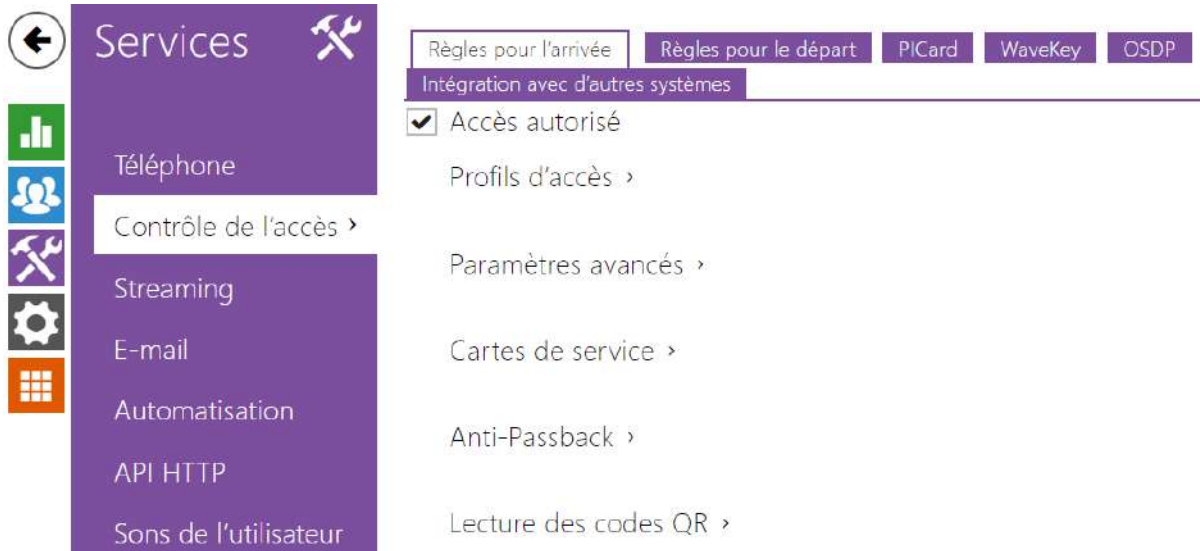 Services
Téléphone
Contrôle de l'accès ›
Streaming
E-mail
Automatisation
API HTTP
Sons de l'utilisateur
Règles pour l'arrivée Règles pour le départ PICard WaveKey OSDP
Intégration avec d'autres systèmes
Accès autorisé
Profils d'accès ›
Paramètres avancés ›
Cartes de service ›
Anti-Passback ›
Lecture des codes QR ›